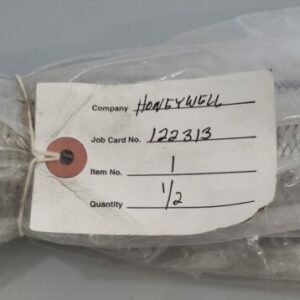 Company HONEYWELL
Job Card No. 122313
Item No. 1
Quantity 1/2